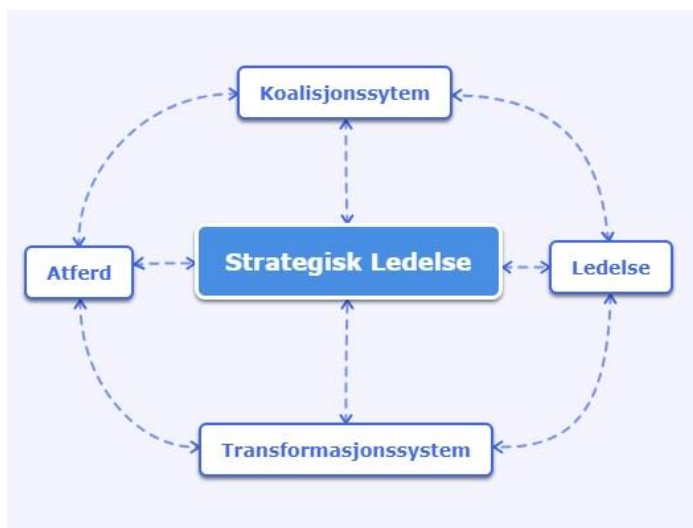 Koalisjonssytem
Strategisk Ledelse
Atferd
Ledelse
Transformasjonssystem